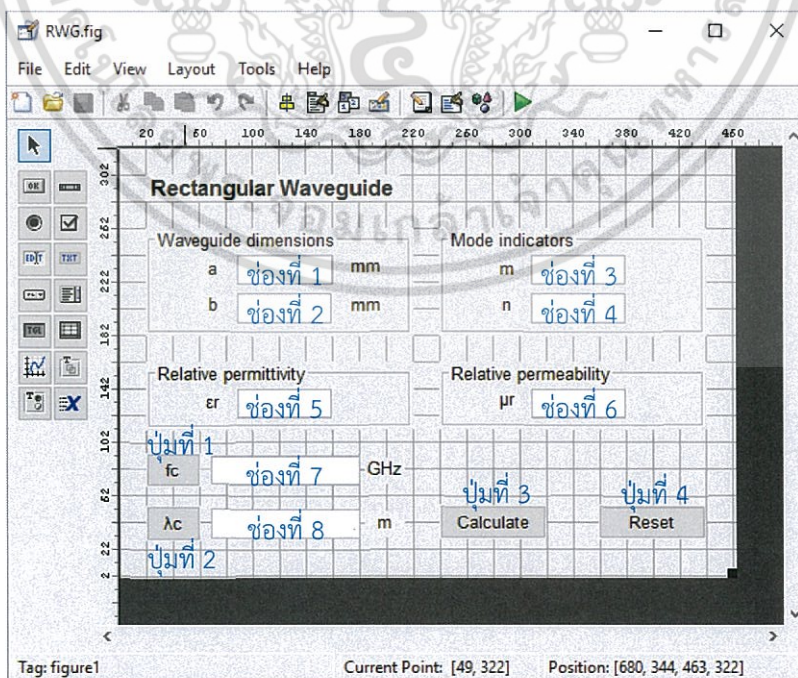 RWG.fig
File Edit View Layout Tools Help
20 60 100 140 180 220 260 300 340 380 420 460
302
Rectangular Waveguide
262
Waveguide dimensions Mode indicators
a ช่องที่ 1 mm m ช่องที่ 3
222
b ช่องที่ 2 mm n ช่องที่ 4
182
Relative permittivity Relative permeability
142
εr ช่องที่ 5 μr ช่องที่ 6
102
ปุ่มที่ 1
fc ช่องที่ 7 GHz
62
ปุ่มที่ 3 ปุ่มที่ 4
λc ช่องที่ 8 m Calculate Reset
22
ปุ่มที่ 2
2
Tag: figure1 Current Point: [49, 322] Position: [680, 344, 463, 322]